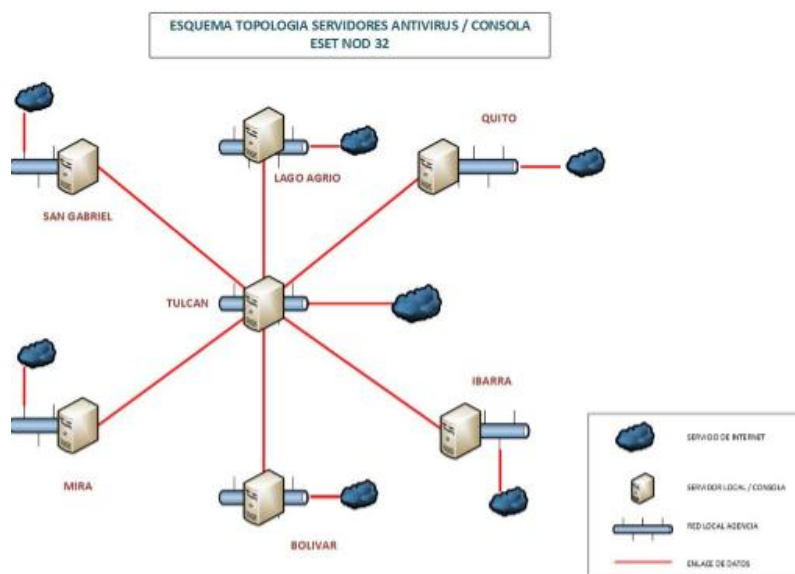 ESQUEMA TOPOLOGIA SERVIDORES ANTIVIRUS / CONSOLA
ESET NOD 32
QUITO
LAGO AGRIO
SAN GABRIEL
TULCAN
IBARRA
MIRA
BOLIVAR
SERVICIO DE INTERNET
SERVIDOR LOCAL / CONSOLA
RED LOCAL AGENCIA
ENLACE DE DATOS